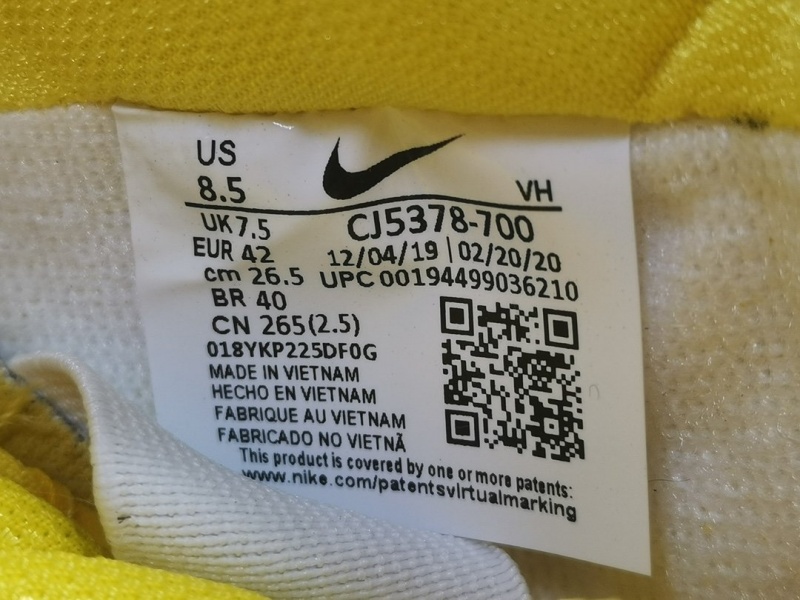 US
8.5
VH
UK 7.5
CJ5378-700
EUR 42
12/04/19 | 02/20/20
cm 26.5
UPC 00194499036210
BR 40
CN 265(2.5)
018YKP225DF0G
MADE IN VIETNAM
HECHO EN VIETNAM
FABRIQUE AU VIETNAM
FABRICADO NO VIETNÃ
This product is covered by one or more patents:
www.nike.com/patentsvirtualmarking